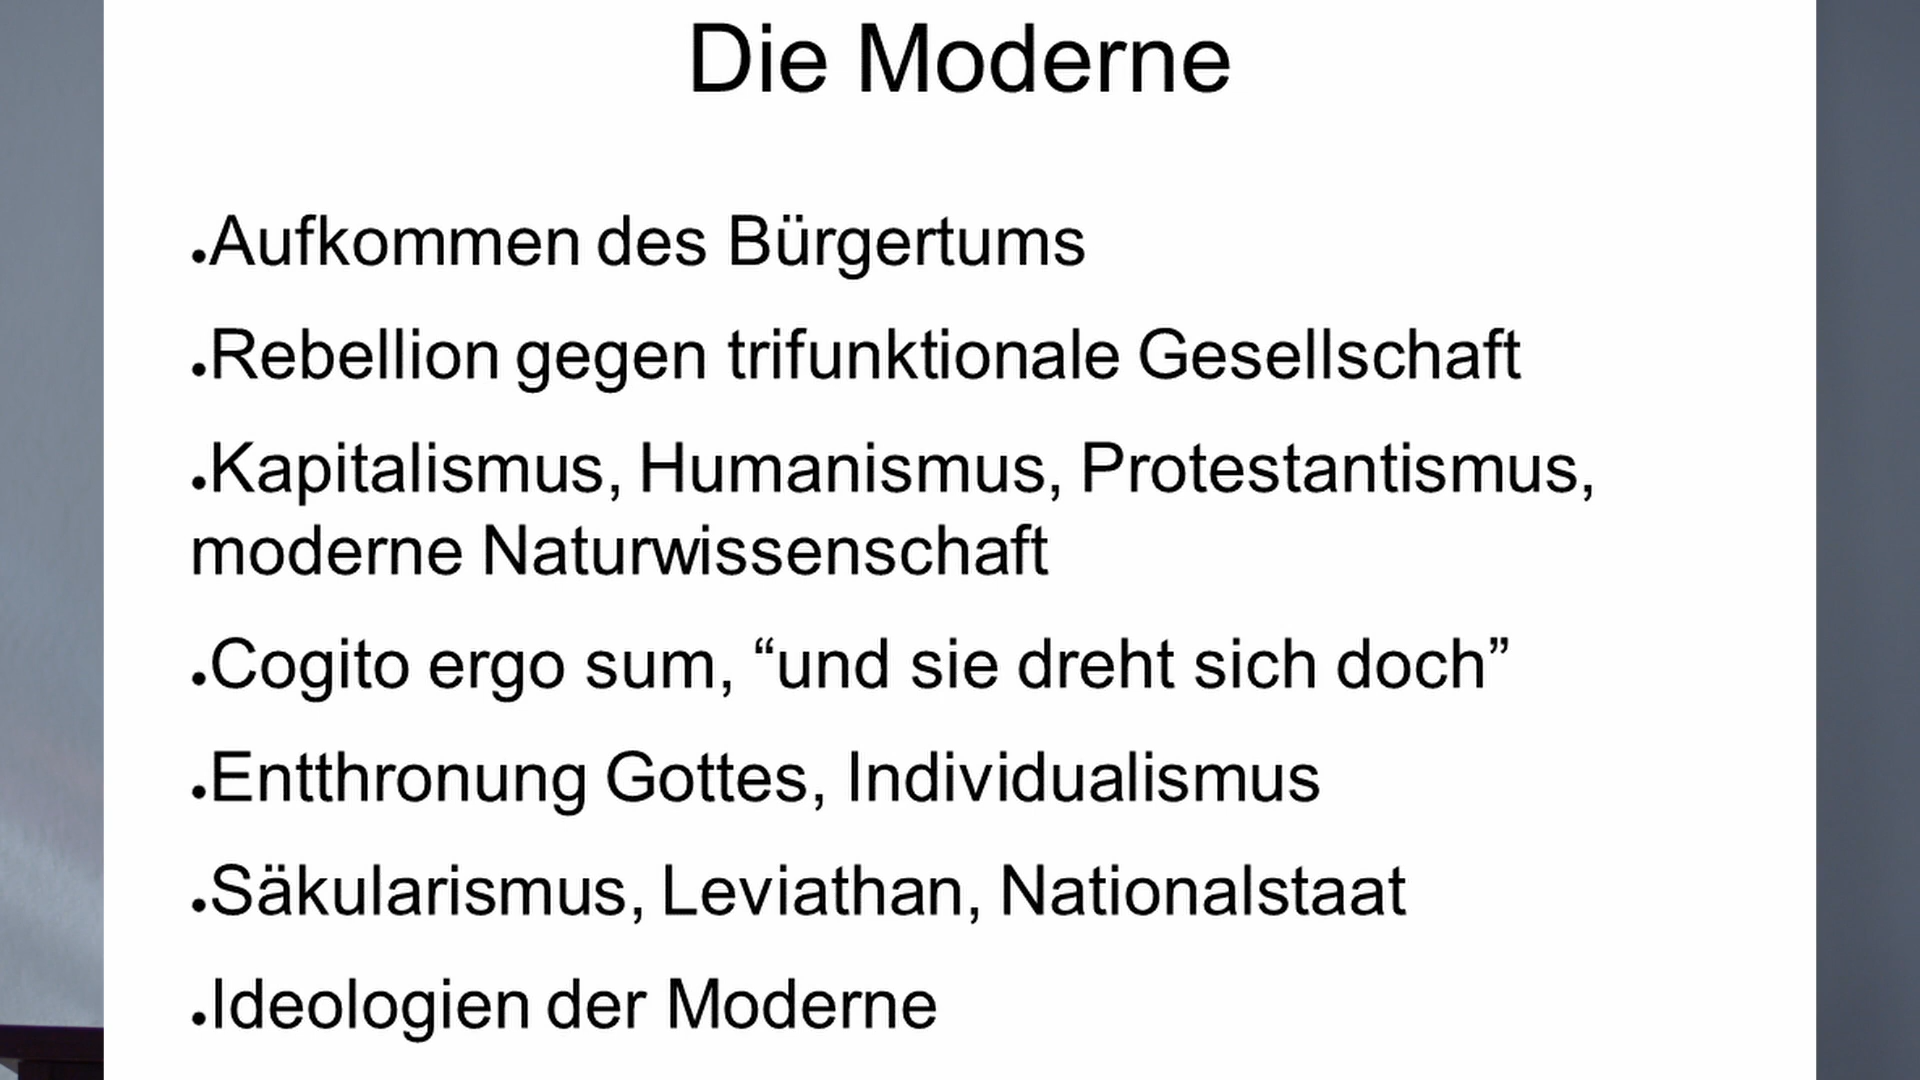 Die Moderne
●Aufkommen des Bürgertums
●Rebellion gegen trifunktionale Gesellschaft
●Kapitalismus, Humanismus, Protestantismus,
moderne Naturwissenschaft
●Cogito ergo sum, “und sie dreht sich doch”
●Entthronung Gottes, Individualismus
●Säkularismus, Leviathan, Nationalstaat
●Ideologien der Moderne